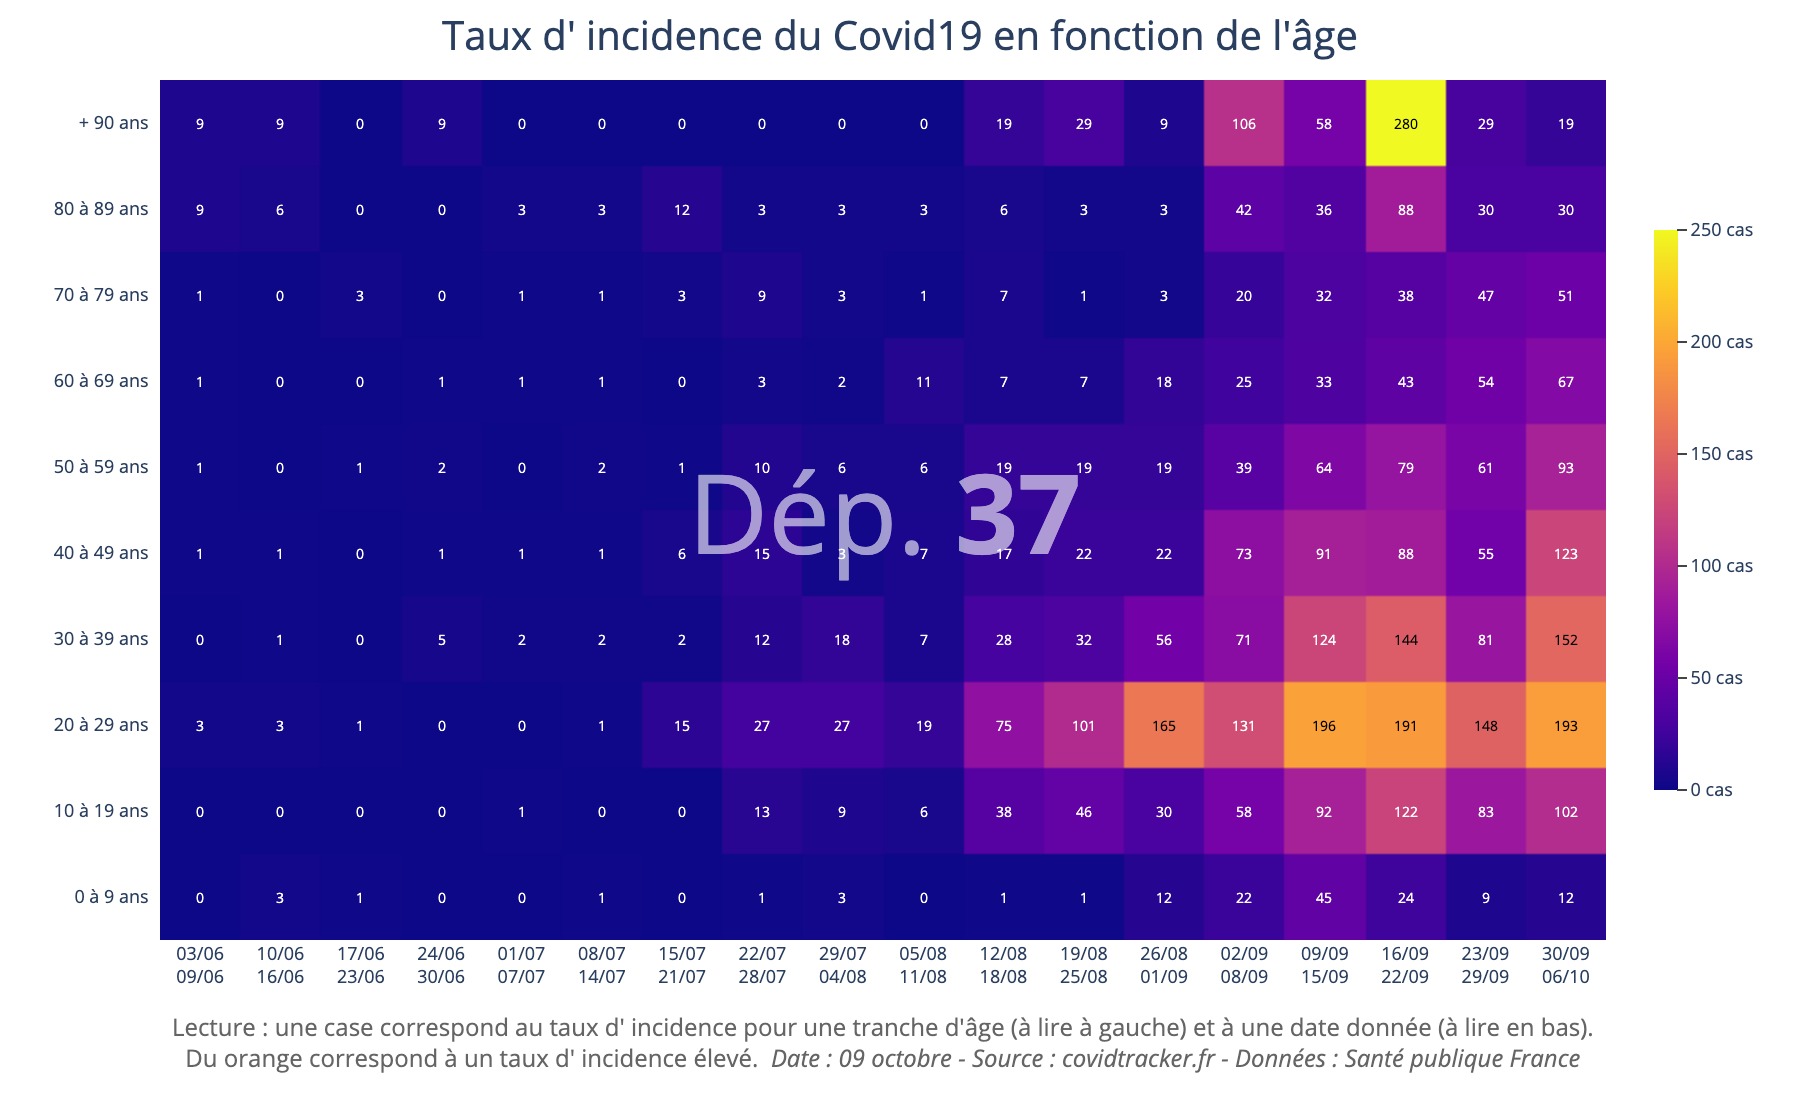 Taux d' incidence du Covid19 en fonction de l'âge
+ 90 ans 9 9 0 9 0 0 0 0 0 0 19 29 9 106 58 280 29 19
80 à 89 ans 9 6 0 0 3 3 12 3 3 3 6 3 3 42 36 88 30 30
70 à 79 ans 1 0 3 0 1 1 3 9 3 1 7 1 3 20 32 38 47 51
60 à 69 ans 1 0 0 1 1 1 0 3 2 11 7 7 18 25 33 43 54 67
50 à 59 ans 1 0 1 2 0 2 1 10 6 6 19 19 19 39 64 79 61 93
Dép. 37
40 à 49 ans 1 1 0 1 1 1 6 15 3 7 17 22 22 73 91 88 55 123
30 à 39 ans 0 1 0 5 2 2 2 12 18 7 28 32 56 71 124 144 81 152
20 à 29 ans 3 3 1 0 0 1 15 27 27 19 75 101 165 131 196 191 148 193
10 à 19 ans 0 0 0 0 1 0 0 13 9 6 38 46 30 58 92 122 83 102
0 à 9 ans 0 3 1 0 0 1 0 1 3 0 1 1 12 22 45 24 9 12
03/06 10/06 17/06 24/06 01/07 08/07 15/07 22/07 29/07 05/08 12/08 19/08 26/08 02/09 09/09 16/09 23/09 30/09
09/06 16/06 23/06 30/06 07/07 14/07 21/07 28/07 04/08 11/08 18/08 25/08 01/09 08/09 15/09 22/09 29/09 06/10
250 cas
200 cas
150 cas
100 cas
50 cas
0 cas
Lecture : une case correspond au taux d' incidence pour une tranche d'âge (à lire à gauche) et à une date donnée (à lire en bas).
Du orange correspond à un taux d' incidence élevé. Date : 09 octobre - Source : covidtracker.fr - Données : Santé publique France